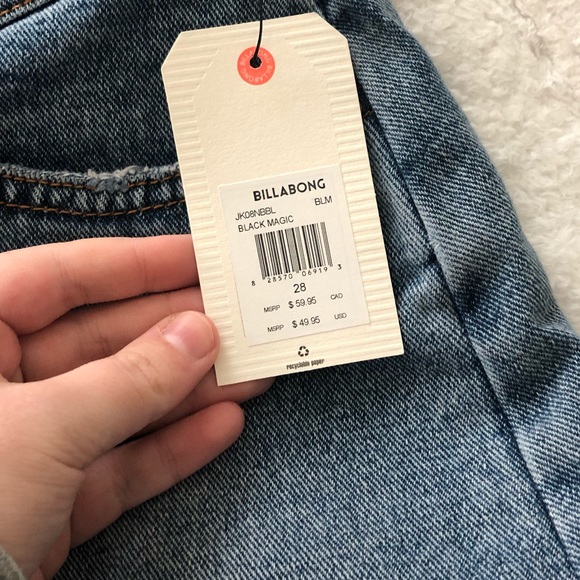 BILLABONG
JK08NBBL BLM
BLACK MAGIC
8 28570 06919 3
28
MSRP $ 59.95 CAD
MSRP $ 49.95 USD
recyclable paper